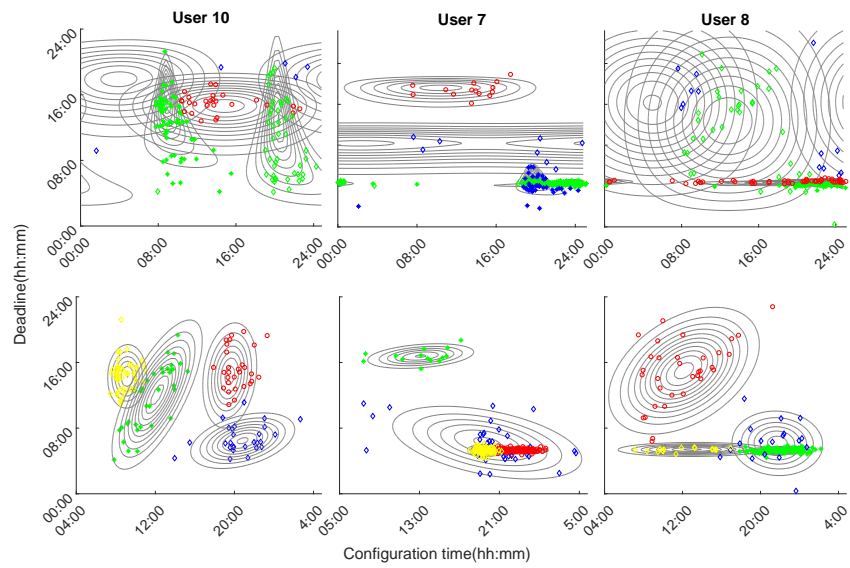 User 10 User 7 User 8
24:00
16:00
08:00
00:00
00:00 08:00 16:00 24:00 00:00 08:00 16:00 24:00 00:00 08:00 16:00 24:00
Deadline(hh:mm)
24:00
16:00
08:00
00:00
04:00 12:00 20:00 4:00 05:00 13:00 21:00 5:00 04:00 12:00 20:00 4:00
Configuration time(hh:mm)